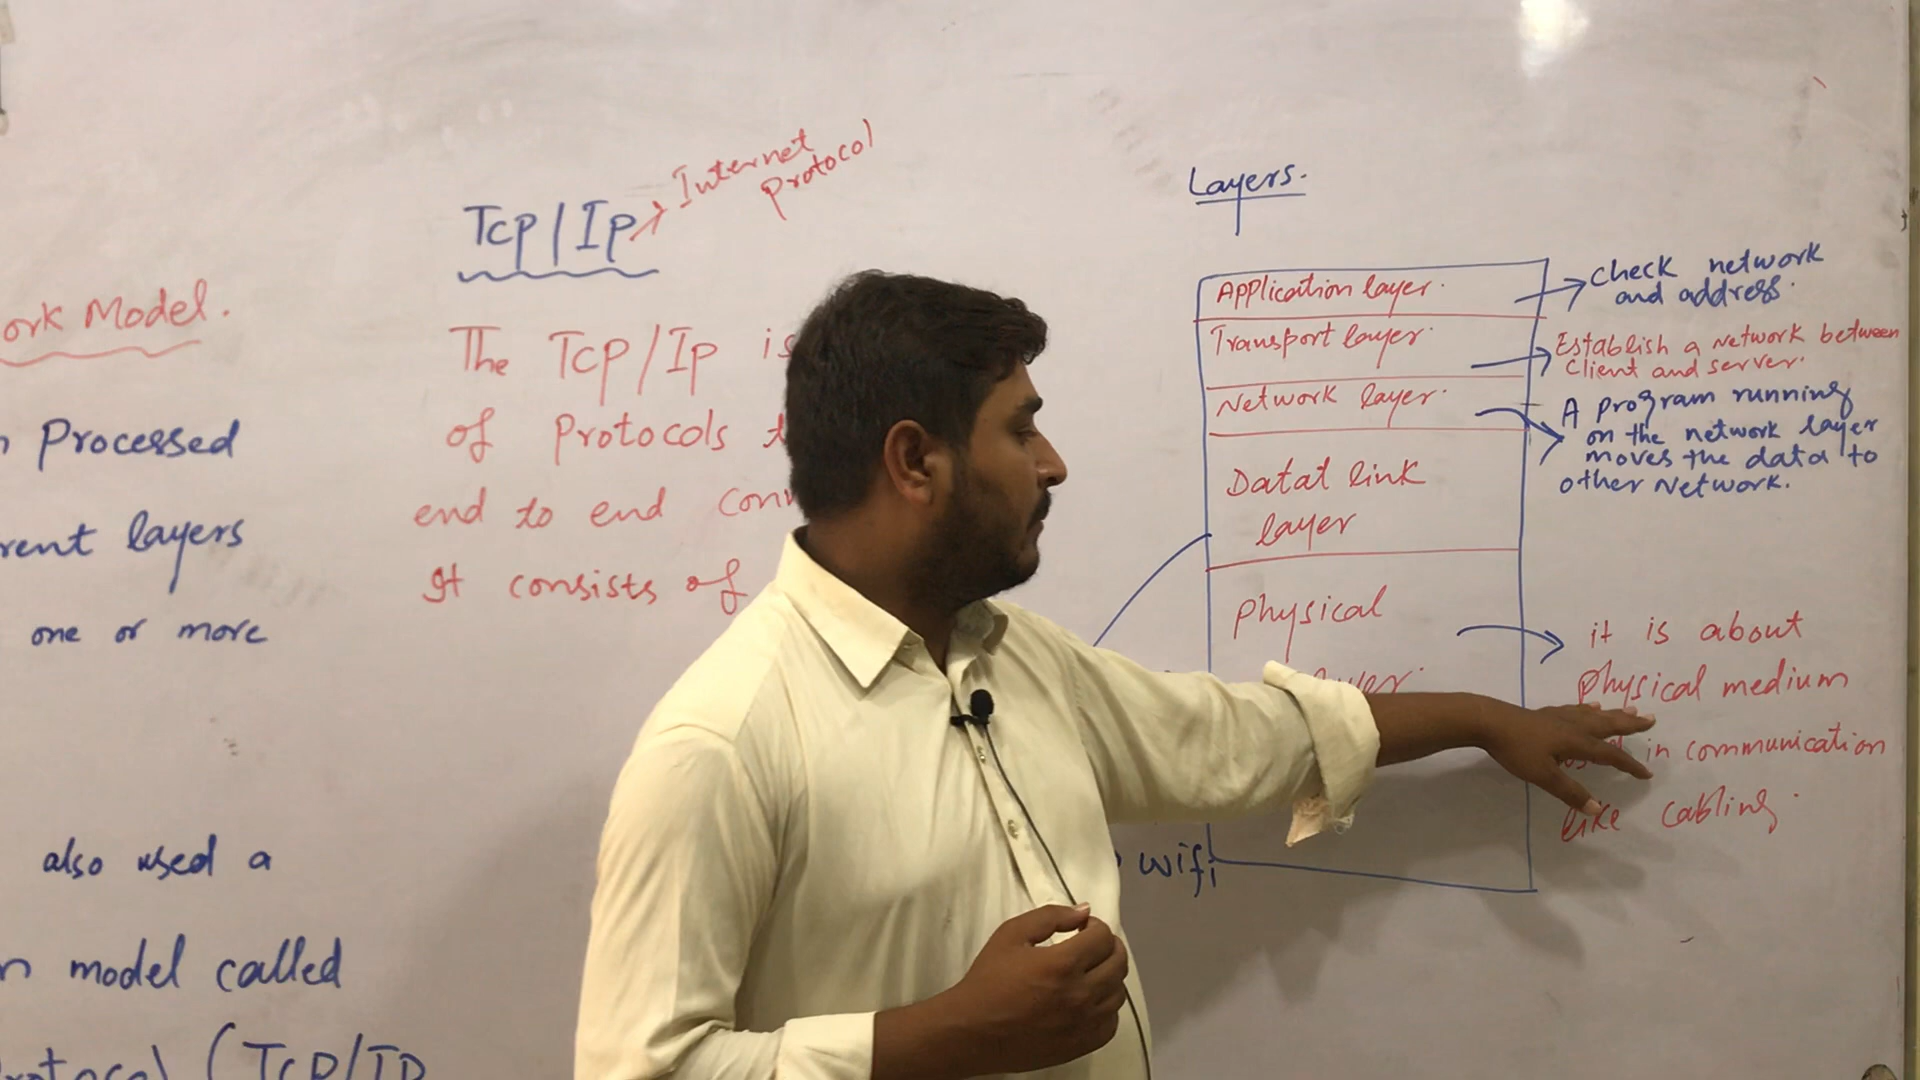 ork Model.
Processed
rent layers
one or more
also used a
model called
(TCP/IP
Tcp/Ip
Internet
protocol
The Tcp/Ip is
of Protocols
end to end
It consists of
Layers.
Application layer.
Transport layer.
Network layer.
Datat link
layer
physical
layer.
wifi
check network
and address.
Establish a network between
client and server.
A program running
on the network layer
moves the data to
other Network.
it is about
physical medium
in communication
like cabling.